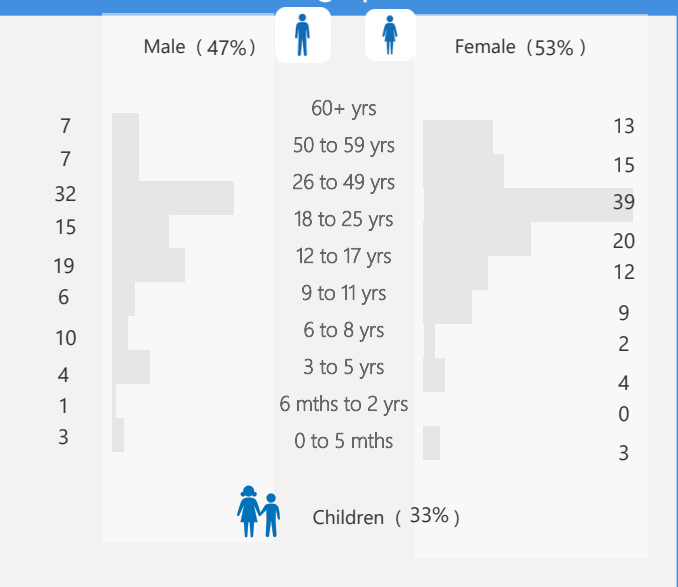 Male ( 47% )
Female ( 53% )
7 60+ yrs 13
7 50 to 59 yrs 15
32 26 to 49 yrs 39
15 18 to 25 yrs 20
19 12 to 17 yrs 12
6 9 to 11 yrs 9
10 6 to 8 yrs 2
4 3 to 5 yrs 4
1 6 mths to 2 yrs 0
3 0 to 5 mths 3
Children ( 33% )